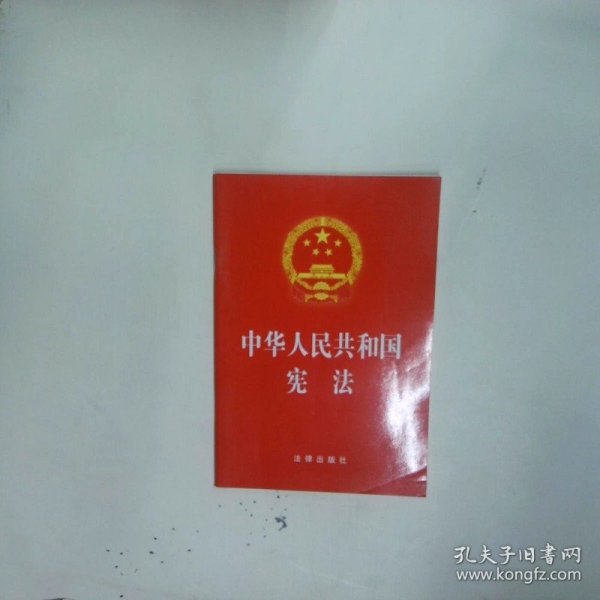 中华人民共和国
宪 法
法律出版社
孔夫子旧书网
www.kongfz.com